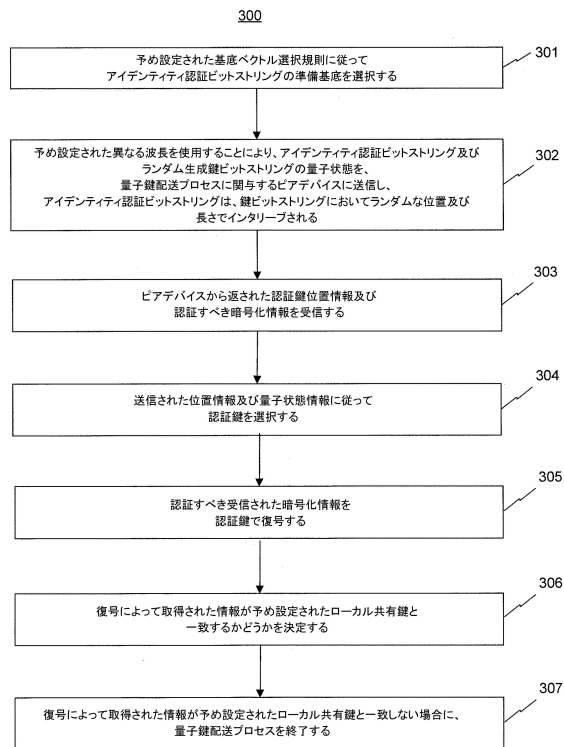 300
予め設定された基底ベクトル選択規則に従って
アイデンティティ認証ビットストリングの準備基底を選択する
301
予め設定された異なる波長を使用することにより、アイデンティティ認証ビットストリング及び
ランダム生成鍵ビットストリングの量子状態を、
量子鍵配送プロセスに関与するピアデバイスに送信し、
アイデンティティ認証ビットストリングは、鍵ビットストリングにおいてランダムな位置及び
長さでインタリーブされる
302
ピアデバイスから返された認証鍵位置情報及び
認証すべき暗号化情報を受信する
303
送信された位置情報及び量子状態情報に従って
認証鍵を選択する
304
認証すべき受信された暗号化情報を
認証鍵で復号する
305
復号によって取得された情報が予め設定されたローカル共有鍵と
一致するかどうかを決定する
306
復号によって取得された情報が予め設定されたローカル共有鍵と一致しない場合に、
量子鍵配送プロセスを終了する
307